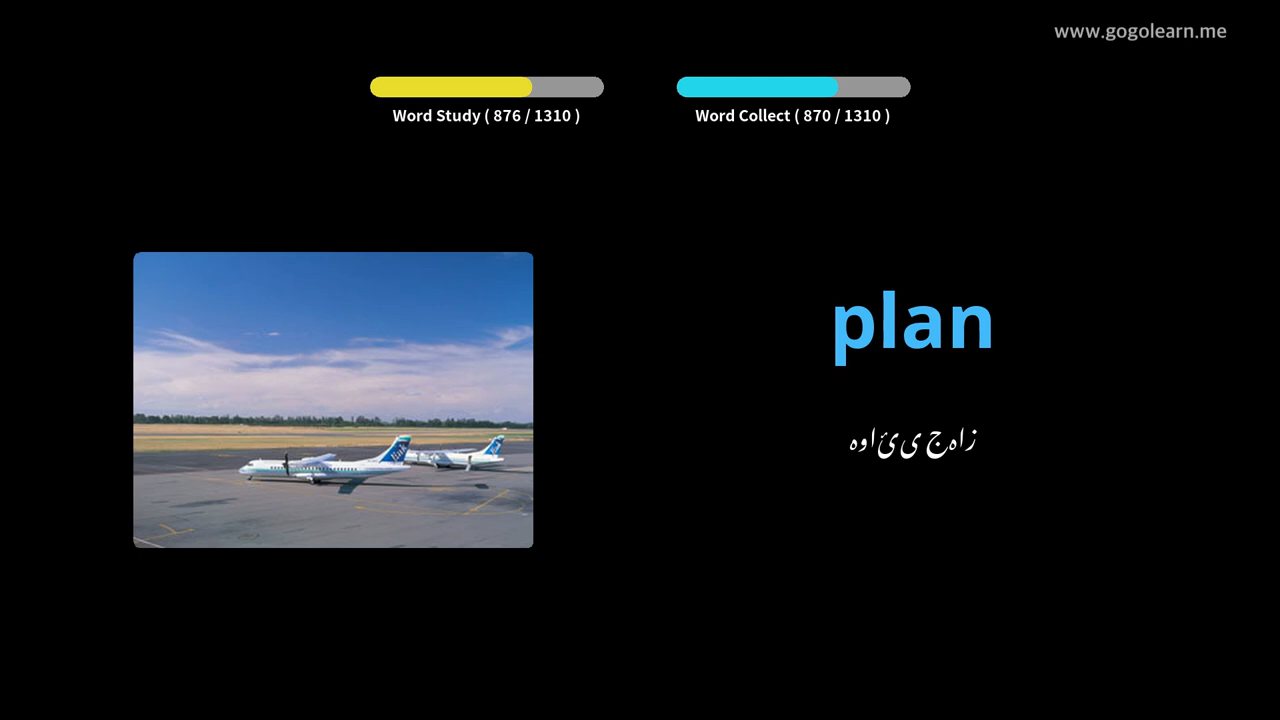 www.gogolearn.me
Word Study ( 876 / 1310 )
Word Collect ( 870 / 1310 )
plan
زاہج یئاوہ